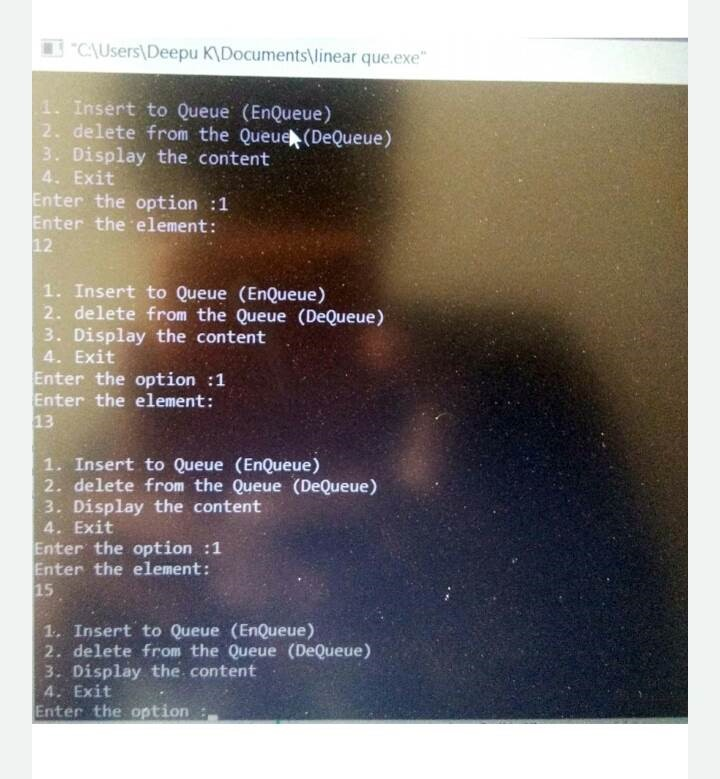 "C:\Users\Deepu K\Documents\linear que.exe"
1. Insert to Queue (EnQueue)
2. delete from the Queue (DeQueue)
3. Display the content
4. Exit
Enter the option :1
Enter the element:
12
1. Insert to Queue (EnQueue)
2. delete from the Queue (DeQueue)
3. Display the content
4. Exit
Enter the option :1
Enter the element:
13
1. Insert to Queue (EnQueue)
2. delete from the Queue (DeQueue)
3. Display the content
4. Exit
Enter the option :1
Enter the element:
15
1. Insert to Queue (EnQueue)
2. delete from the Queue (DeQueue)
3. Display the content
4. Exit
Enter the option :